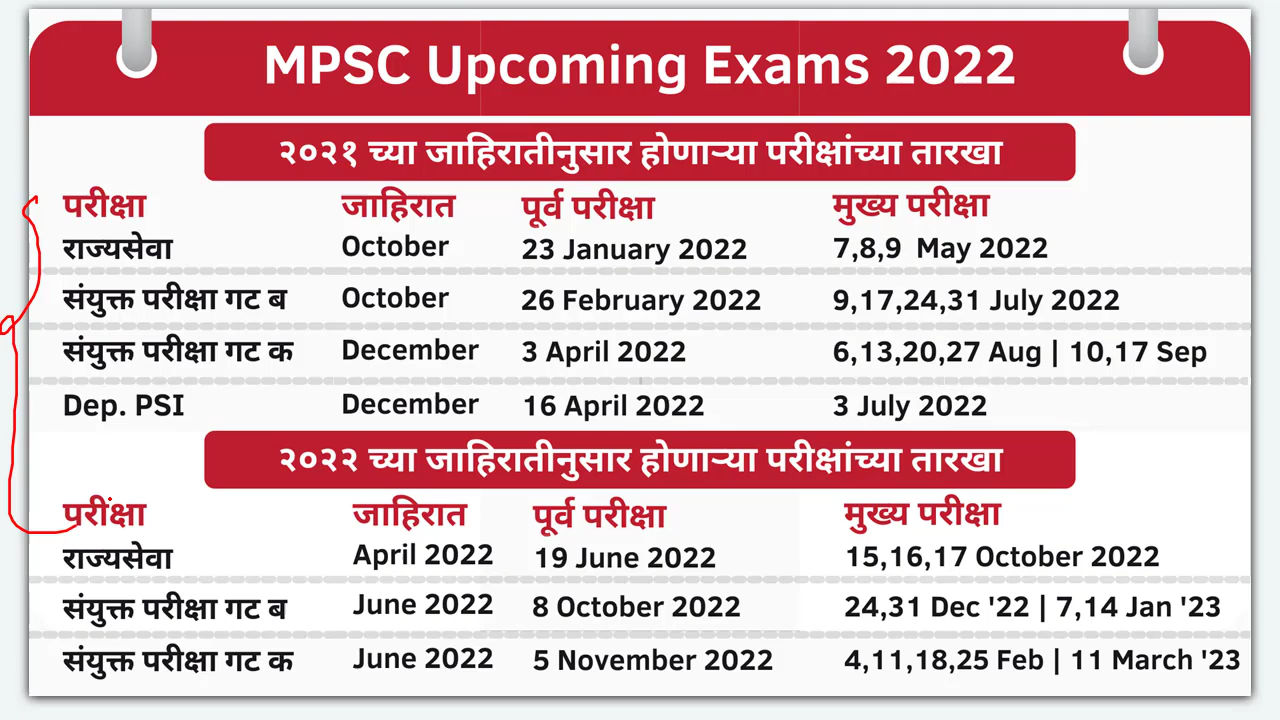 MPSC Upcoming Exams 2022
२०२१ च्या जाहिरातीनुसार होणाऱ्या परीक्षांच्या तारखा
परीक्षा जाहिरात पूर्व परीक्षा मुख्य परीक्षा
राज्यसेवा October 23 January 2022 7,8,9 May 2022
संयुक्त परीक्षा गट ब October 26 February 2022 9,17,24,31 July 2022
संयुक्त परीक्षा गट क December 3 April 2022 6,13,20,27 Aug | 10,17 Sep
Dep. PSI December 16 April 2022 3 July 2022
२०२२ च्या जाहिरातीनुसार होणाऱ्या परीक्षांच्या तारखा
परीक्षा जाहिरात पूर्व परीक्षा मुख्य परीक्षा
राज्यसेवा April 2022 19 June 2022 15,16,17 October 2022
संयुक्त परीक्षा गट ब June 2022 8 October 2022 24,31 Dec '22 | 7,14 Jan '23
संयुक्त परीक्षा गट क June 2022 5 November 2022 4,11,18,25 Feb | 11 March '23